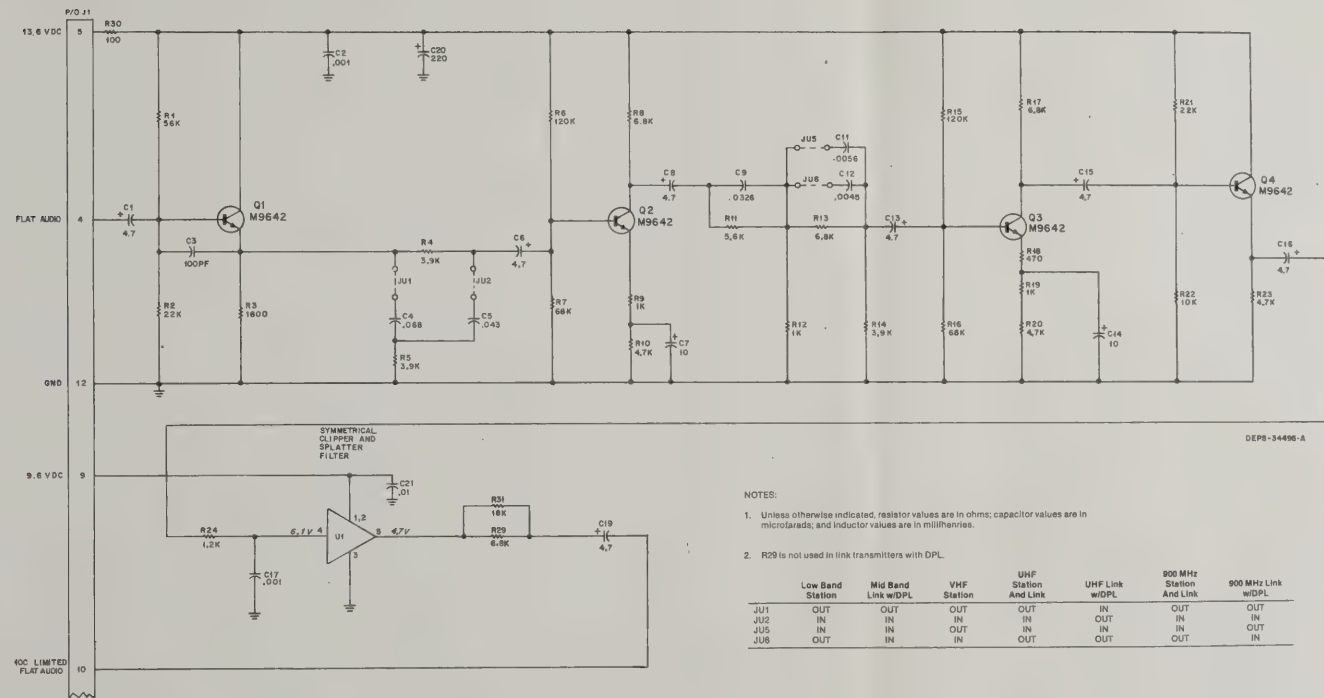 P/O J1
13.6 VDC
5
R30
100
C2
.001
C20
220
R1
56K
R6
120K
R8
6.8K
R15
120K
R17
6.8K
R21
22K
JU5
C11
.0056
JU6
C12
.0045
C8
4.7
C9
.0326
C15
4.7
Q4
M9642
FLAT AUDIO
4
C1
4.7
Q1
M9642
Q2
M9642
R11
5.6K
R13
6.8K
C13
4.7
Q3
M9642
C3
100PF
R4
3.9K
C6
4.7
JU1
JU2
R18
470
C16
4.7
R2
22K
R3
1800
C4
.068
C5
.043
R7
68K
R9
1K
R19
1K
R22
10K
R23
4.7K
R5
3.9K
R10
4.7K
C7
10
R12
1K
R14
3.9K
R16
68K
R20
4.7K
C14
10
GND
12
SYMMETRICAL
CLIPPER AND
SPLATTER
FILTER
DEPS-34496-A
9.6 VDC
9
C21
.01
R24
1.2K
6.1V
4
U1
1,2
3
5
4.7V
R31
18K
R29
6.8K
C19
4.7
C17
.001
IDC LIMITED
FLAT AUDIO
10
NOTES:
1. Unless otherwise indicated, resistor values are in ohms; capacitor values are in
microfarads; and inductor values are in millihenries.
2. R29 is not used in link transmitters with DPL.
Low Band Station Mid Band Link w/DPL VHF Station UHF Station And Link UHF Link w/DPL 900 MHz Station And Link 900 MHz Link w/DPL
JU1 OUT OUT OUT OUT IN OUT OUT
JU2 IN IN IN IN OUT IN IN
JU5 IN IN OUT IN IN IN OUT
JU6 OUT IN IN OUT OUT OUT IN